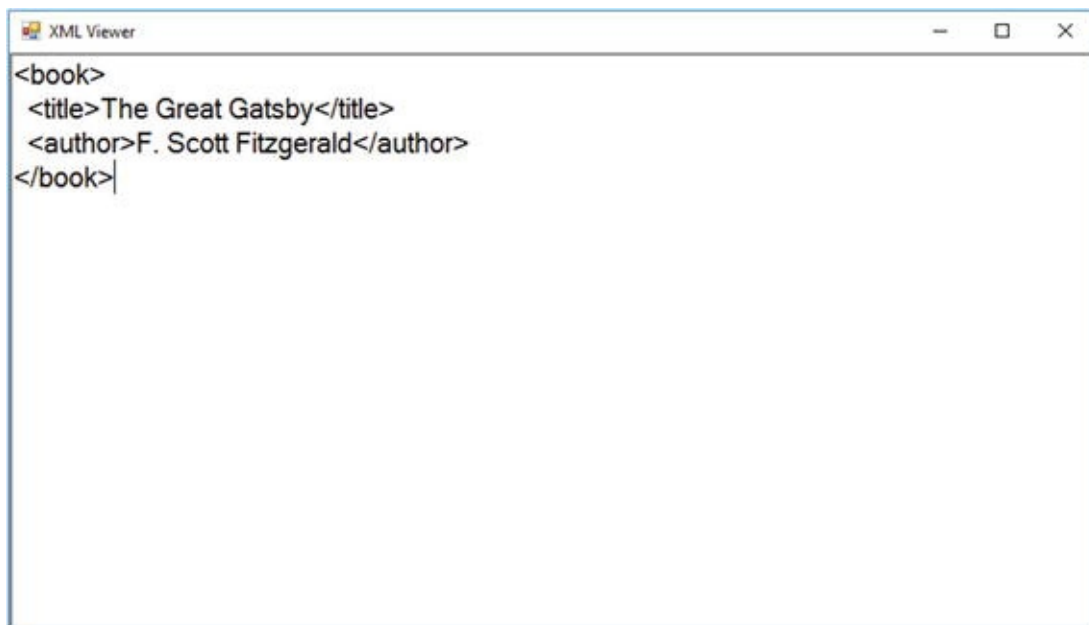 XML Viewer
<book>
  <title>The Great Gatsby</title>
  <author>F. Scott Fitzgerald</author>
</book>